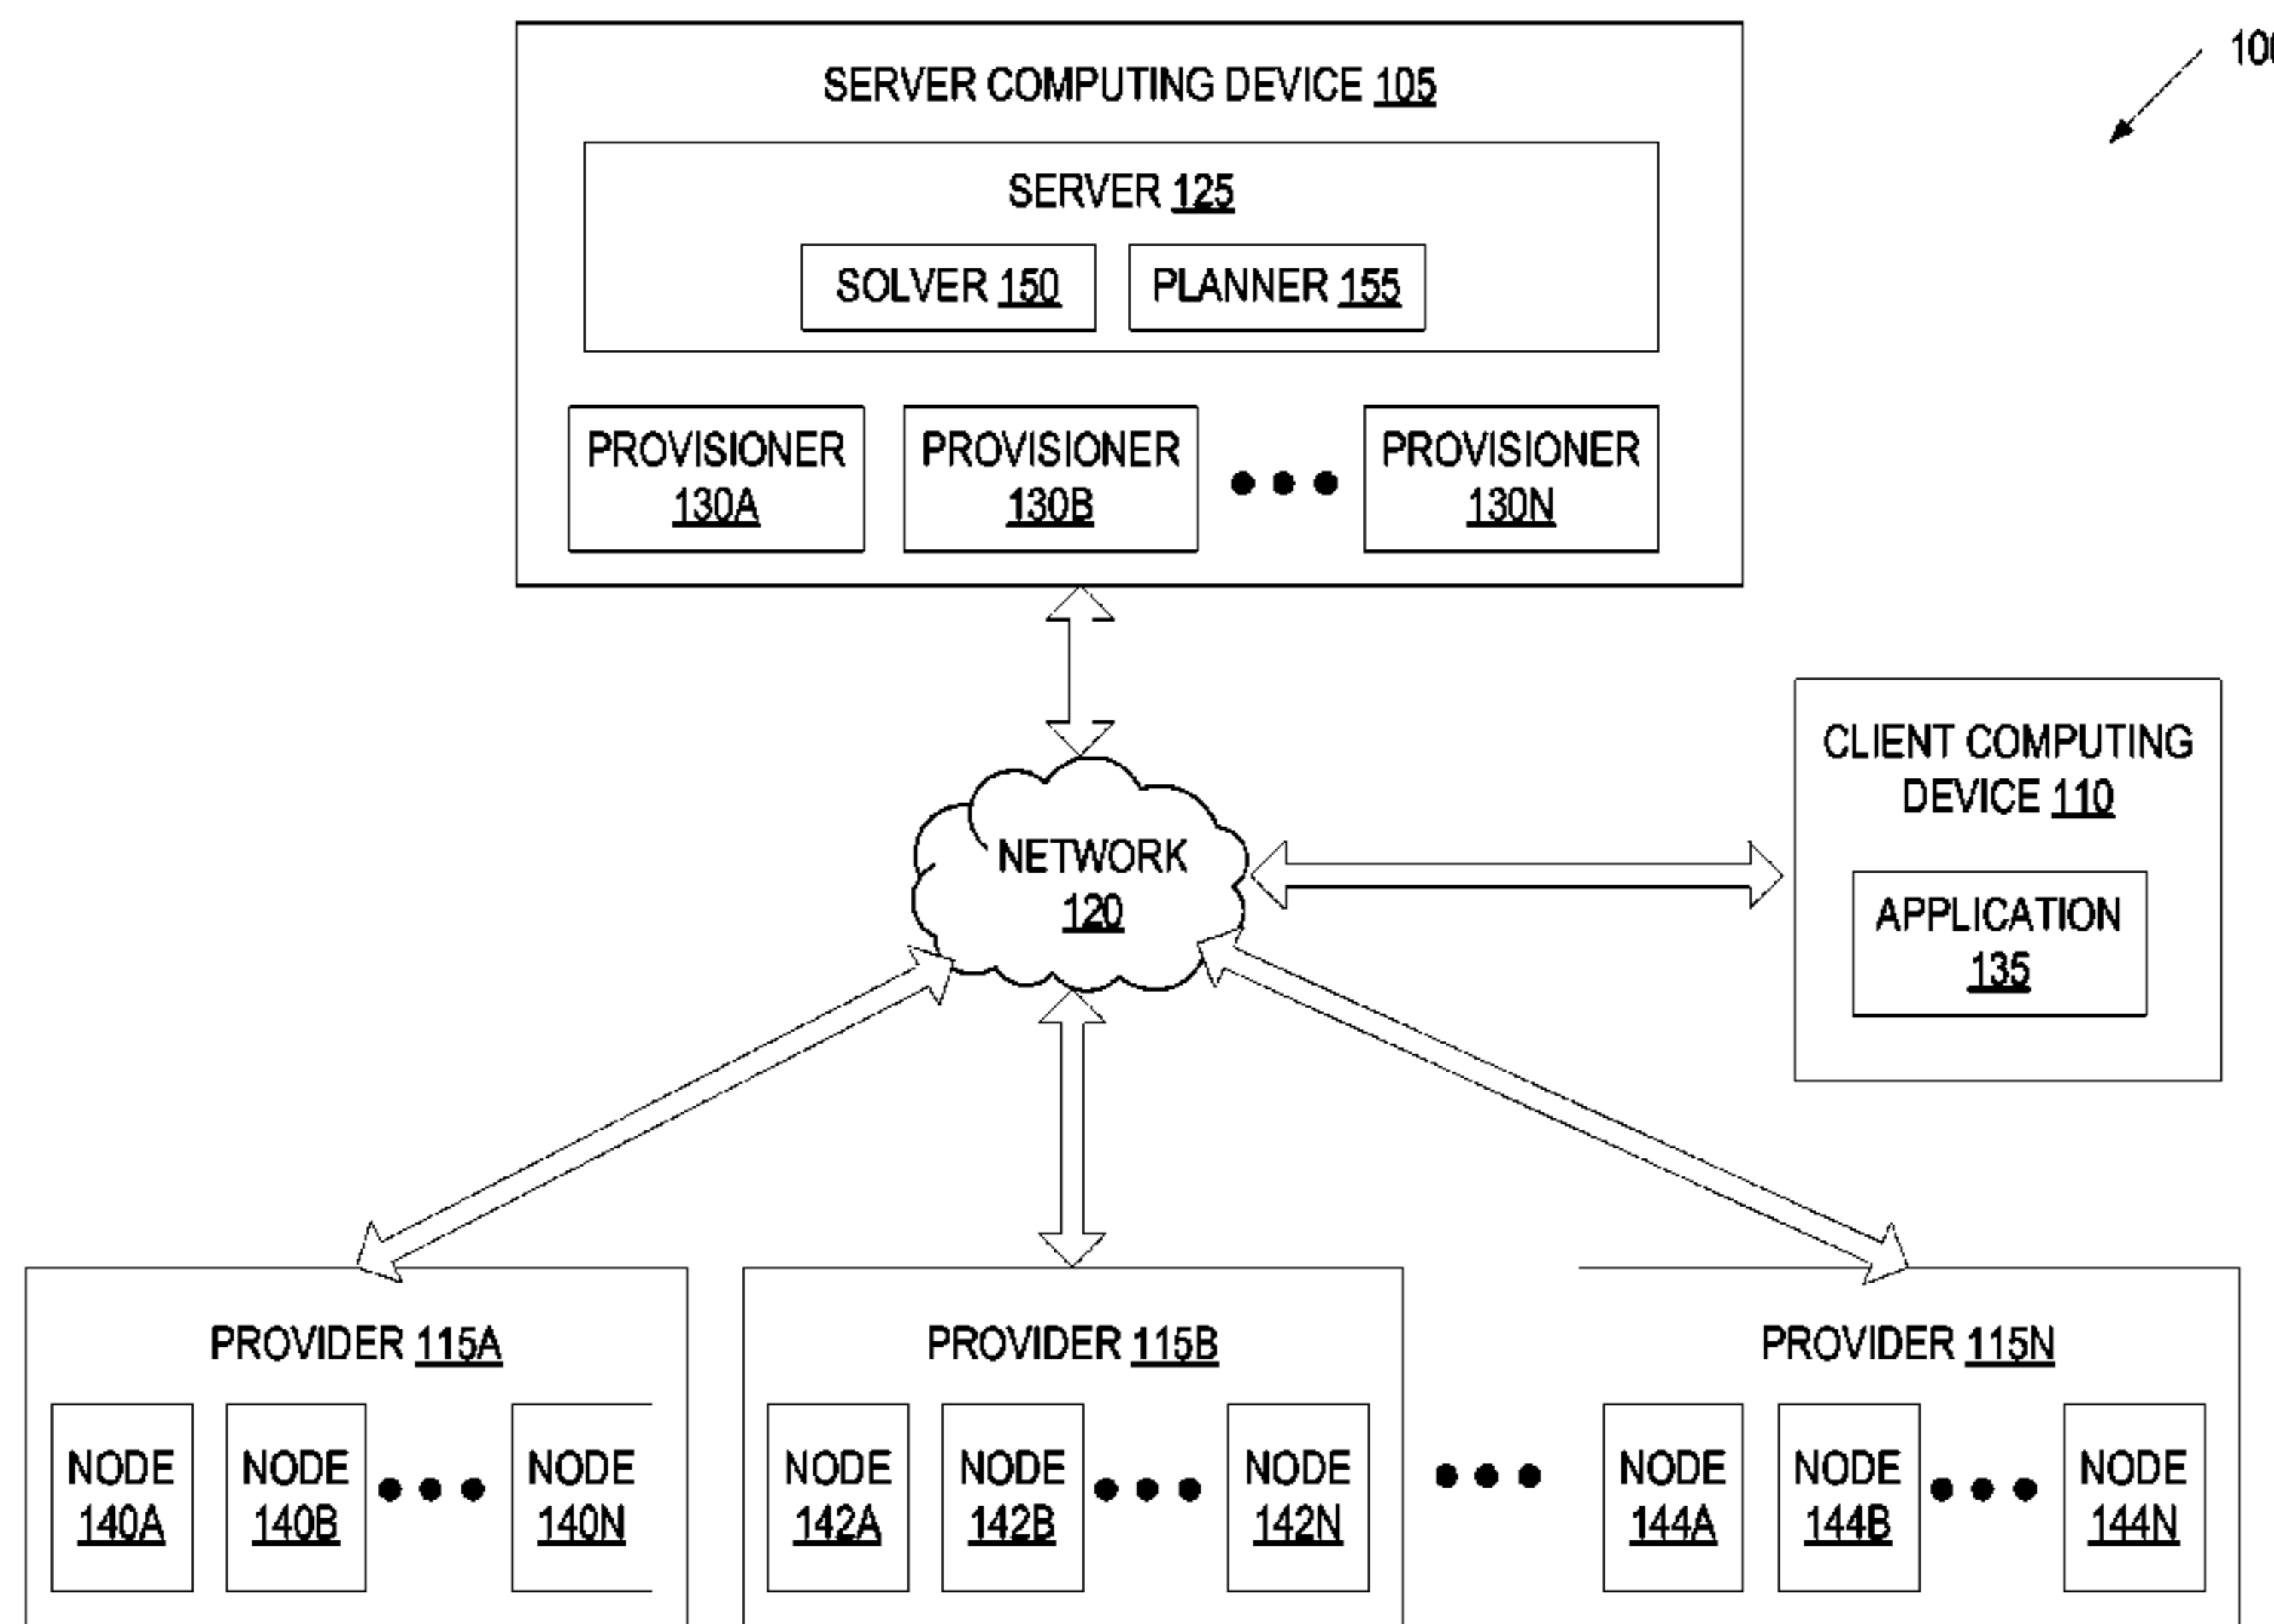 100
SERVER COMPUTING DEVICE 105
SERVER 125
SOLVER 150
PLANNER 155
PROVISIONER
130A
PROVISIONER
130B
PROVISIONER
130N
NETWORK
120
CLIENT COMPUTING
DEVICE 110
APPLICATION
135
PROVIDER 115A
NODE
140A
NODE
140B
NODE
140N
PROVIDER 115B
NODE
142A
NODE
142B
NODE
142N
PROVIDER 115N
NODE
144A
NODE
144B
NODE
144N